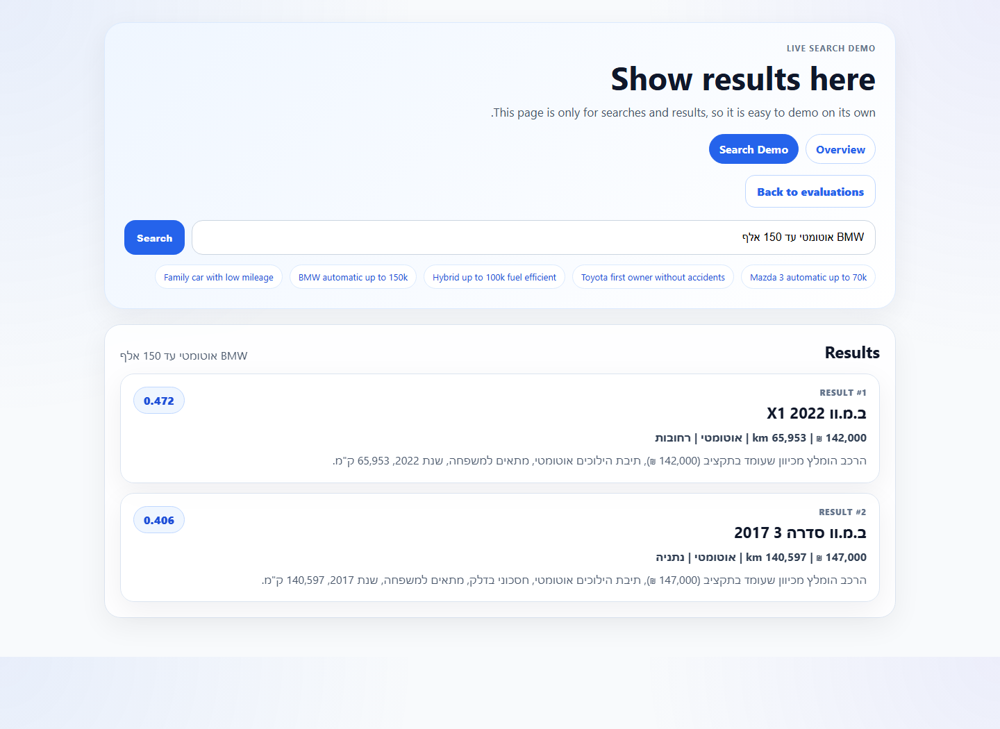 LIVE SEARCH DEMO
Show results here
.This page is only for searches and results, so it is easy to demo on its own
Overview
Search Demo
Back to evaluations
BMW אוטומטי עד 150 אלף
Search
Mazda 3 automatic up to 70k
Toyota first owner without accidents
Hybrid up to 100k fuel efficient
BMW automatic up to 150k
Family car with low mileage
Results
BMW אוטומטי עד 150 אלף
RESULT #1
ב.מ.וו X1 2022
0.472
142,000 ₪ | 65,953 km | אוטומטי | רחובות
הרכב הומלץ מכיוון שעומד בתקציב (142,000 ₪), תיבת הילוכים אוטומטי, מתאים למשפחה, שנת 2022, 65,953 ק"מ.
RESULT #2
ב.מ.וו סדרה 3 2017
0.406
147,000 ₪ | 140,597 km | אוטומטי | נתניה
הרכב הומלץ מכיוון שעומד בתקציב (147,000 ₪), תיבת הילוכים אוטומטי, חסכוני בדלק, מתאים למשפחה, שנת 2017, 140,597 ק"מ.